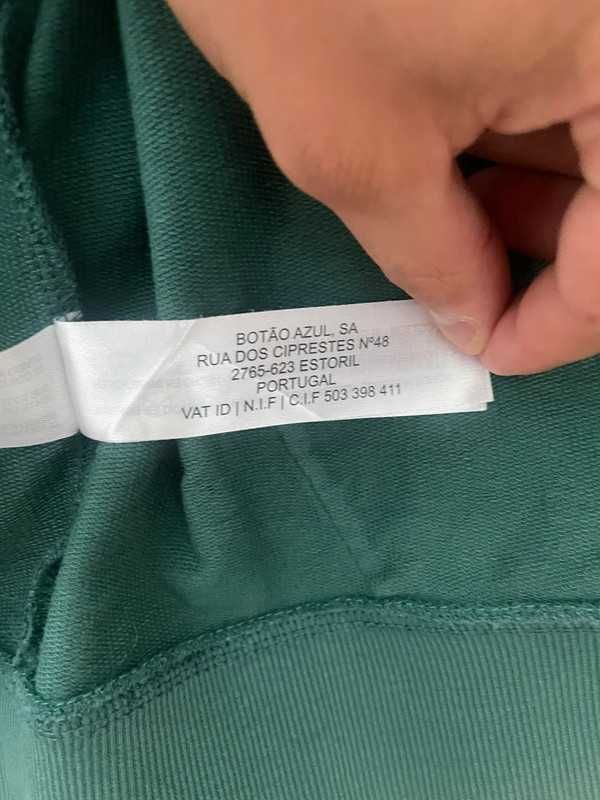 BOTÃO AZUL, SA
RUA DOS CIPRESTES Nº48
2765-623 ESTORIL
PORTUGAL
VAT ID | N.I.F | C.I.F 503 398 411